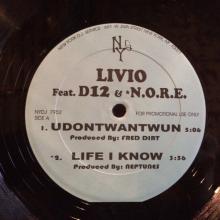 NY
LIVIO
Feat. D12 & *N.O.R.E.
NYDJ 7952
SIDE A
FOR PROMOTIONAL USE ONLY
1. UDONTWANTWUN 5:06
Produced By: FRED DIRT
*2. LIFE I KNOW 3:56
Produced By: NEPTUNES